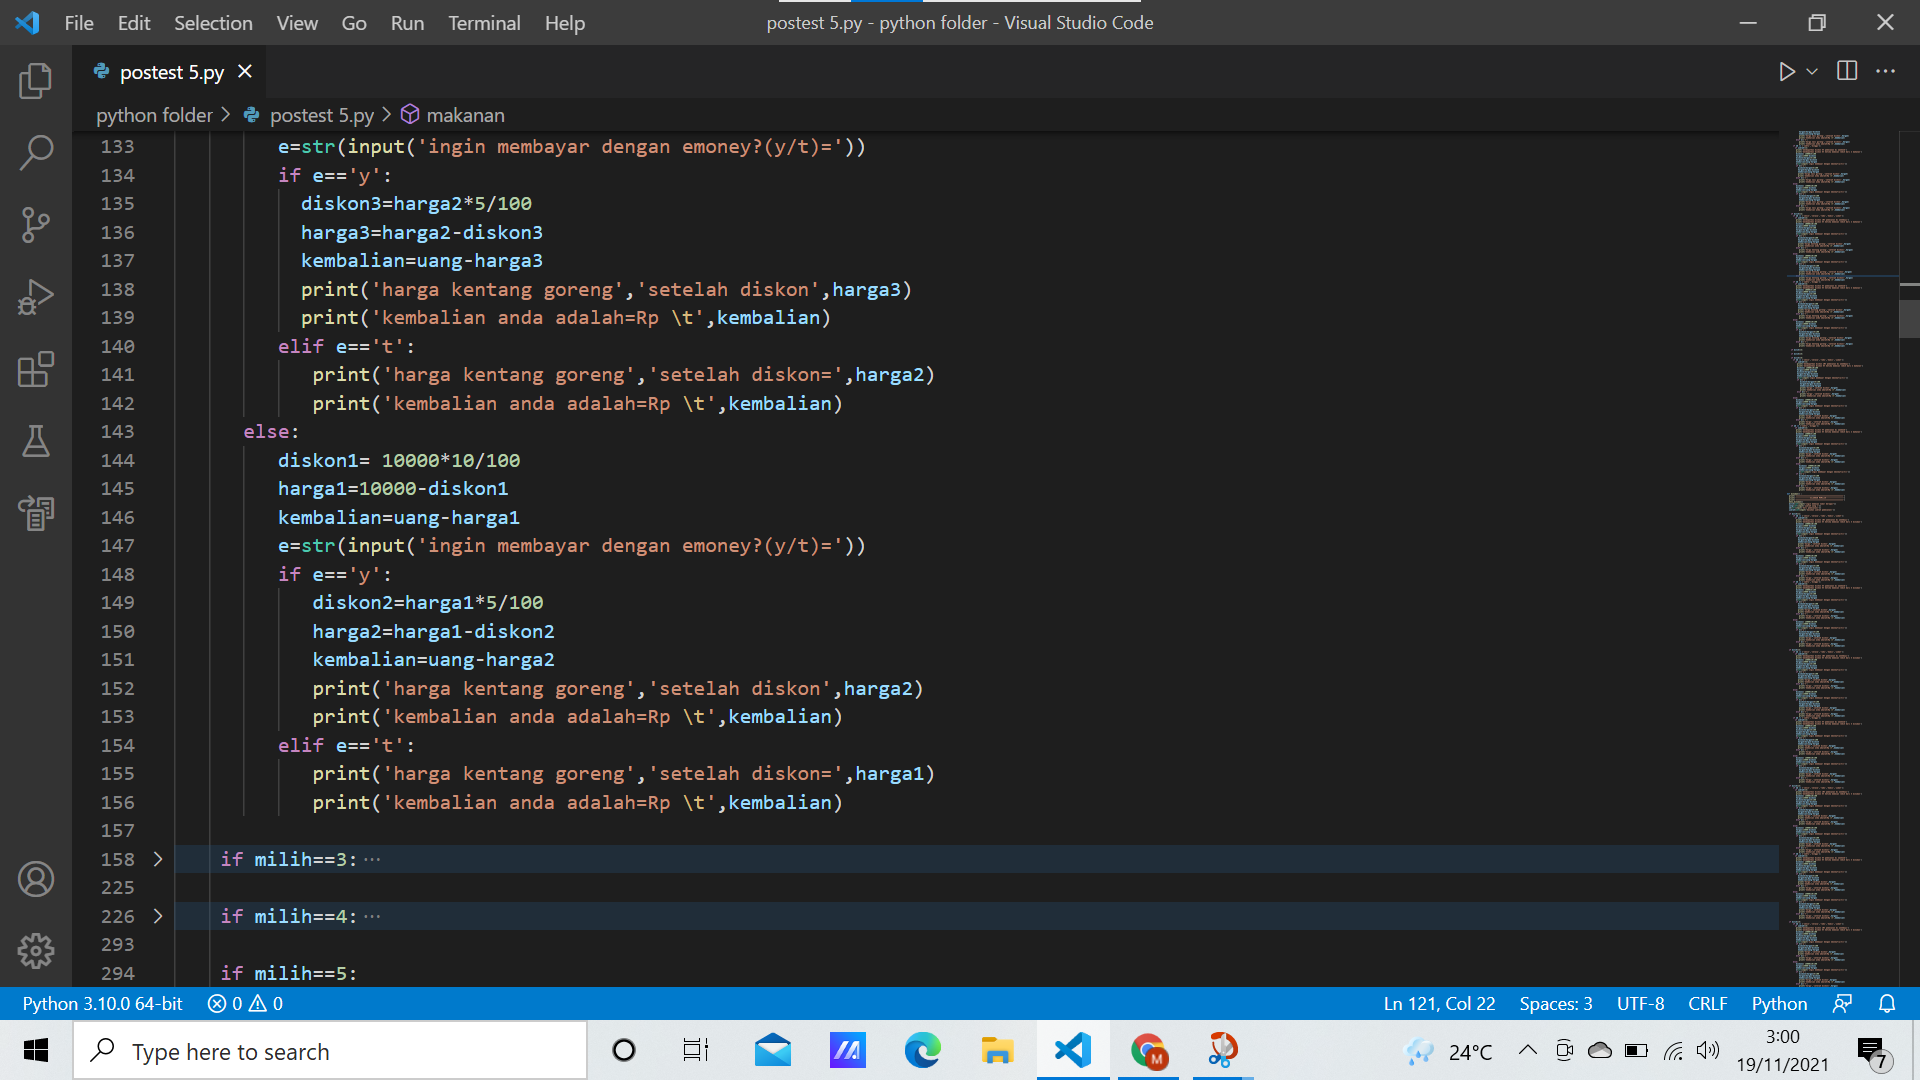 File Edit Selection View Go Run Terminal Help postest 5.py - python folder - Visual Studio Code
postest 5.py
python folder > postest 5.py > makanan
133 e=str(input('ingin membayar dengan emoney?(y/t)='))
134 if e=='y':
135 diskon3=harga2*5/100
136 harga3=harga2-diskon3
137 kembalian=uang-harga3
138 print('harga kentang goreng','setelah diskon',harga3)
139 print('kembalian anda adalah=Rp \t',kembalian)
140 elif e=='t':
141 print('harga kentang goreng','setelah diskon=',harga2)
142 print('kembalian anda adalah=Rp \t',kembalian)
143 else:
144 diskon1= 10000*10/100
145 harga1=10000-diskon1
146 kembalian=uang-harga1
147 e=str(input('ingin membayar dengan emoney?(y/t)='))
148 if e=='y':
149 diskon2=harga1*5/100
150 harga2=harga1-diskon2
151 kembalian=uang-harga2
152 print('harga kentang goreng','setelah diskon',harga2)
153 print('kembalian anda adalah=Rp \t',kembalian)
154 elif e=='t':
155 print('harga kentang goreng','setelah diskon=',harga1)
156 print('kembalian anda adalah=Rp \t',kembalian)
157
158 if milih==3: ···
225
226 if milih==4: ···
293
294 if milih==5:
Python 3.10.0 64-bit 0 0 Ln 121, Col 22 Spaces: 3 UTF-8 CRLF Python
Type here to search 24°C 3:00
19/11/2021
M
7